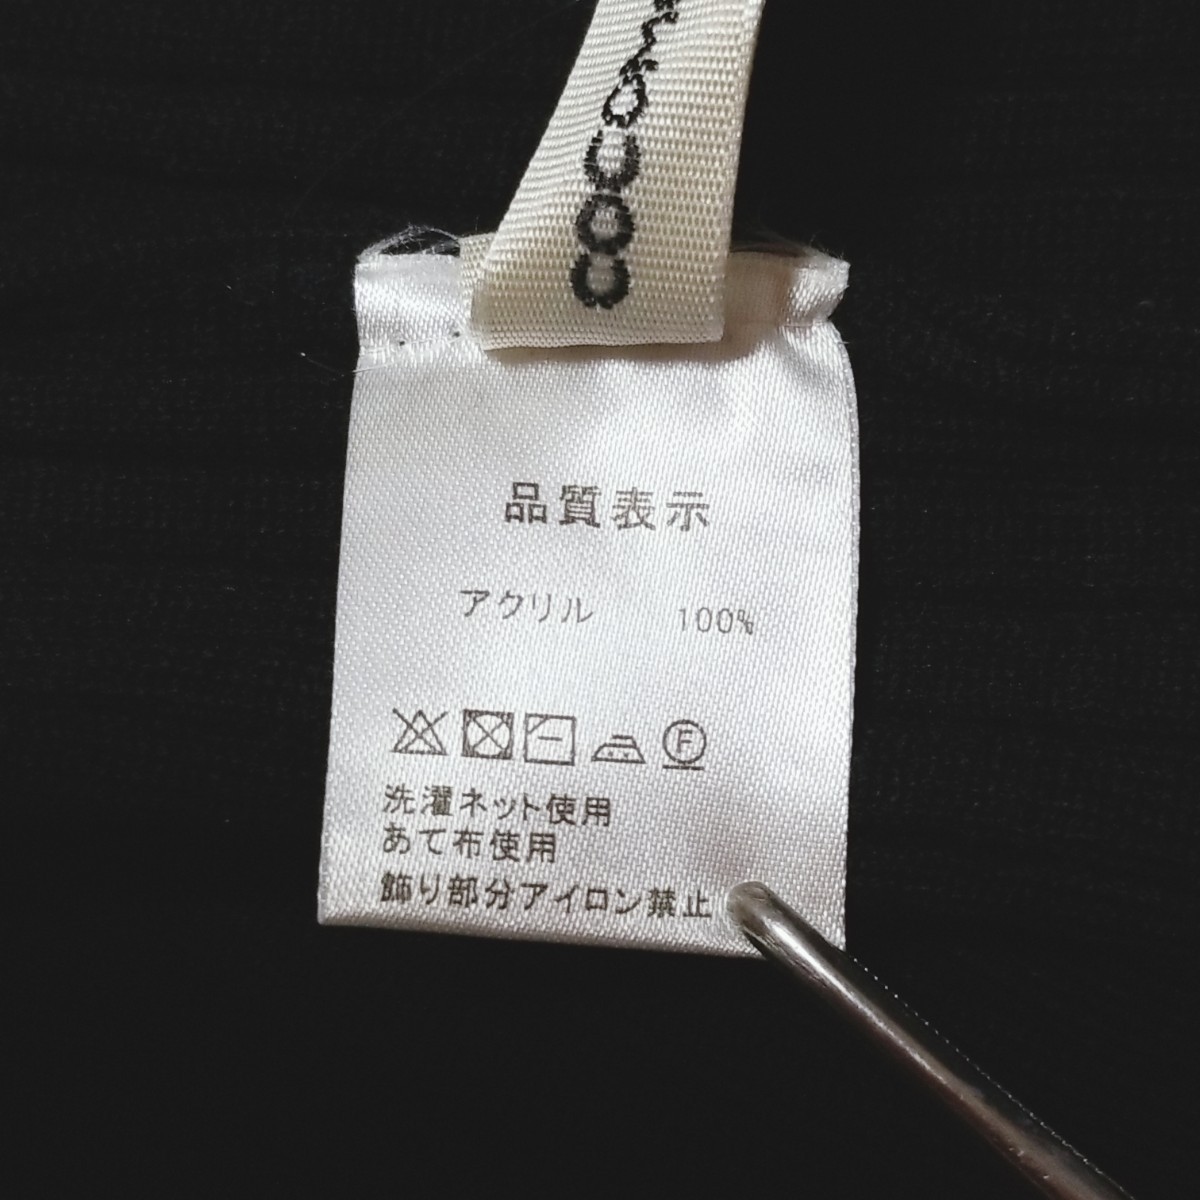 品質表示
アクリル 100%
F
洗濯ネット使用
あて布使用
飾り部分アイロン禁止